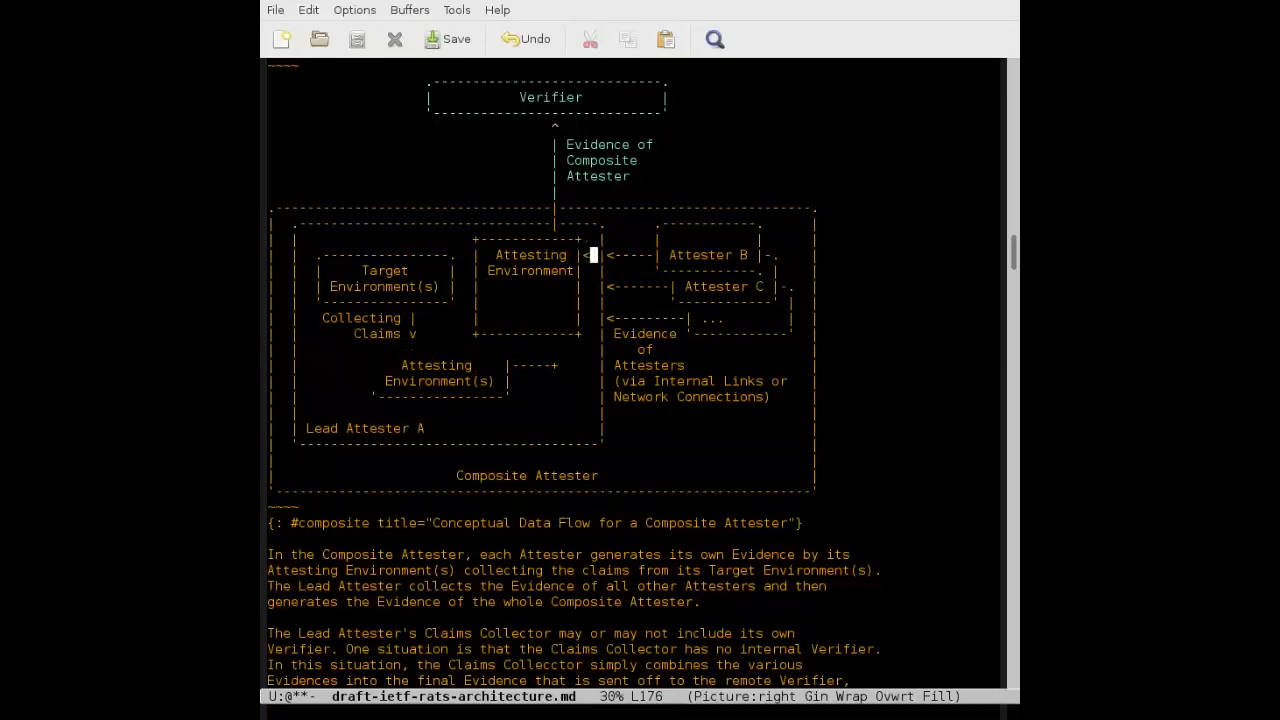 File Edit Options Buffers Tools Help
Save Undo
~~~~
.-----------------------------.
|           Verifier          |
'-----------------------------'
^
| Evidence of
| Composite
| Attester
|
.-----------------------------------|--------------------------------.
|  .--------------------------------|-----.      .------------.      |
|  |                      +------------+  |      |            |      |
|  |  .----------------.  |  Attesting |< |<-----| Attester B |-.    |
|  |  |     Target     |  | Environment|  |      '------------. |    |
|  |  | Environment(s) |  |            |  |<-------| Attester C |-.  |
|  |  '----------------'  |            |  |        '------------' |  |
|  |   Collecting |       |            |  |<---------| ...        |  |
|  |       Claims v       +------------+  | Evidence '------------'  |
|  |                                      |    of                    |
|  |             Attesting    |-----+     | Attesters                |
|  |           Environment(s) |           | (via Internal Links or   |
|  |         '----------------'           | Network Connections)     |
|  |                                      |                          |
|  | Lead Attester A                      |                          |
|  '--------------------------------------'                          |
|                                                                    |
|                       Composite Attester                           |
'--------------------------------------------------------------------'
~~~~
{: #composite title="Conceptual Data Flow for a Composite Attester"}
In the Composite Attester, each Attester generates its own Evidence by its
Attesting Environment(s) collecting the claims from its Target Environment(s).
The Lead Attester collects the Evidence of all other Attesters and then
generates the Evidence of the whole Composite Attester.
The Lead Attester's Claims Collector may or may not include its own
Verifier. One situation is that the Claims Collector has no internal Verifier.
In this situation, the Claims Collecctor simply combines the various
Evidences into the final Evidence that is sent off to the remote Verifier,
U:@**-  draft-ietf-rats-architecture.md   30% L176   (Picture:right Gin Wrap Ovwrt Fill)